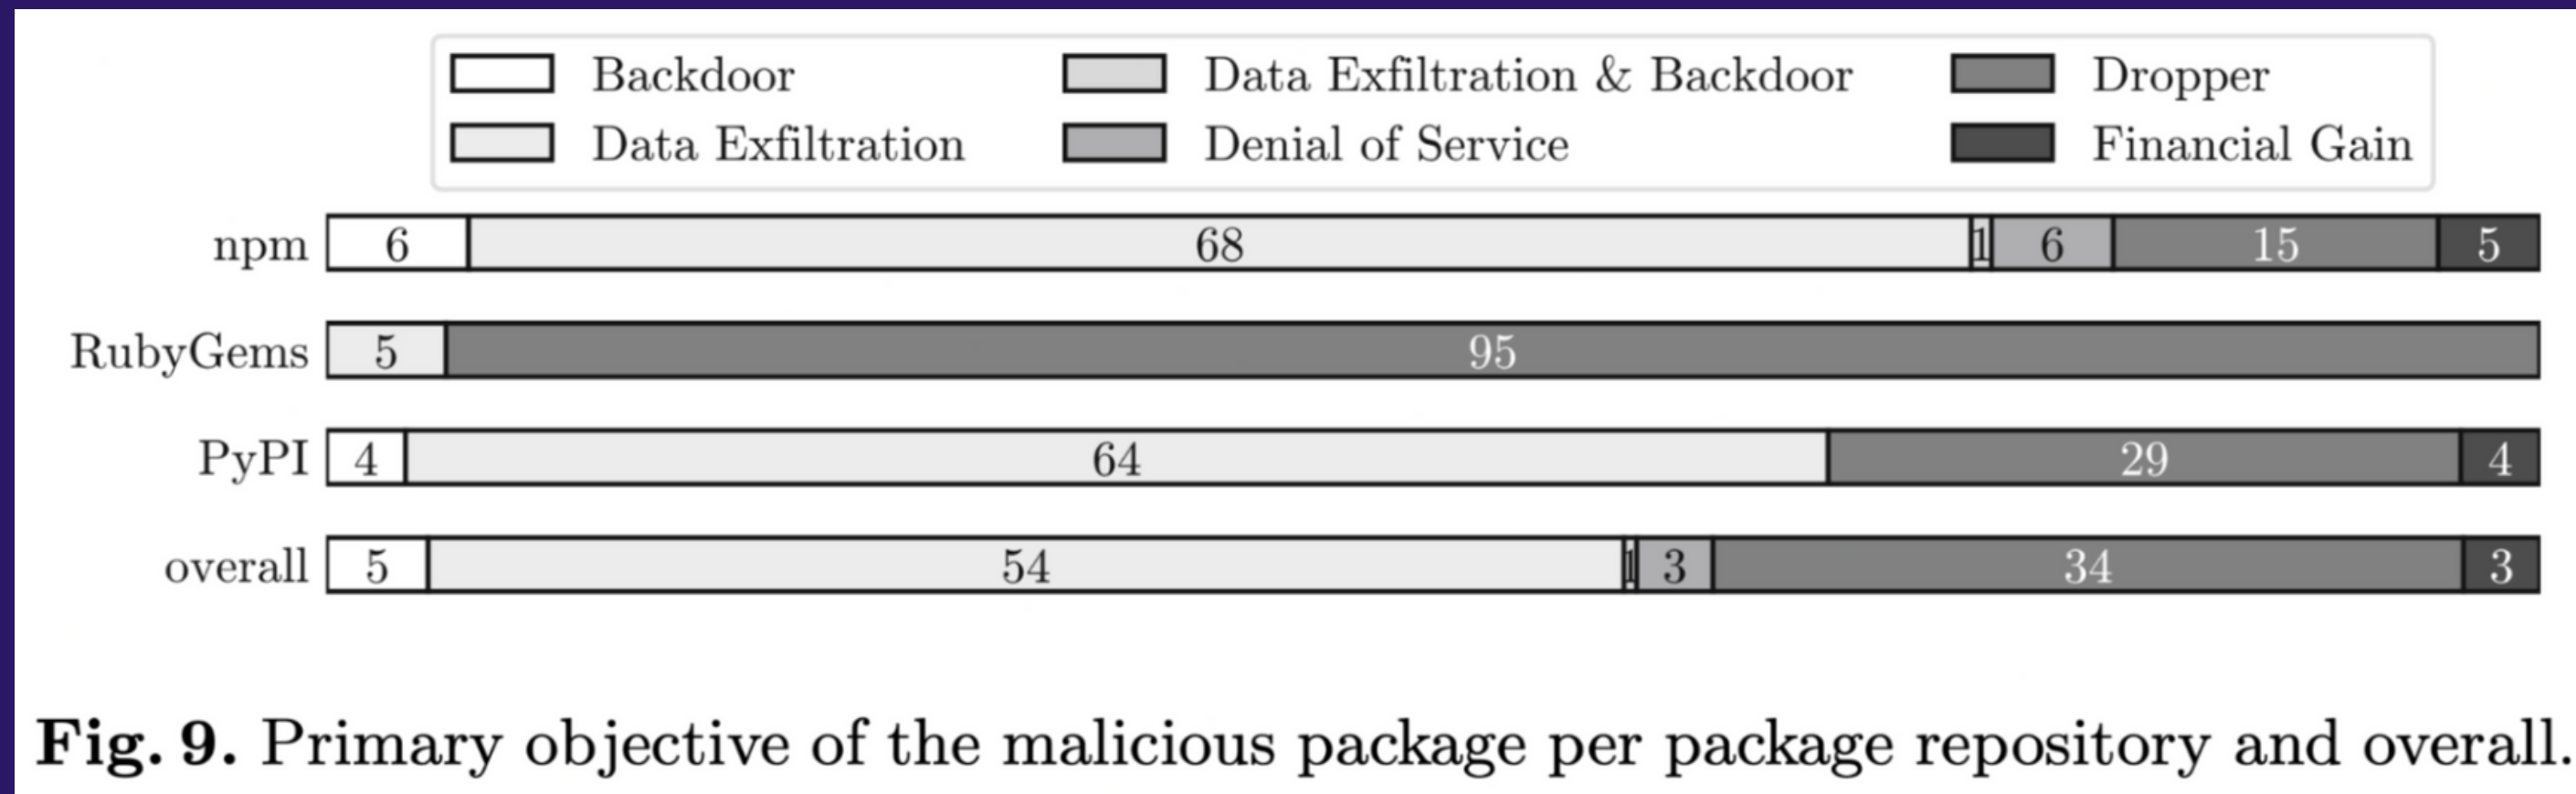 Backdoor
Data Exfiltration
Data Exfiltration & Backdoor
Denial of Service
Dropper
Financial Gain
npm 6 68 1 6 15 5
RubyGems 5 95
PyPI 4 64 29 4
overall 5 54 1 3 34 3
Fig. 9. Primary objective of the malicious package per package repository and overall.